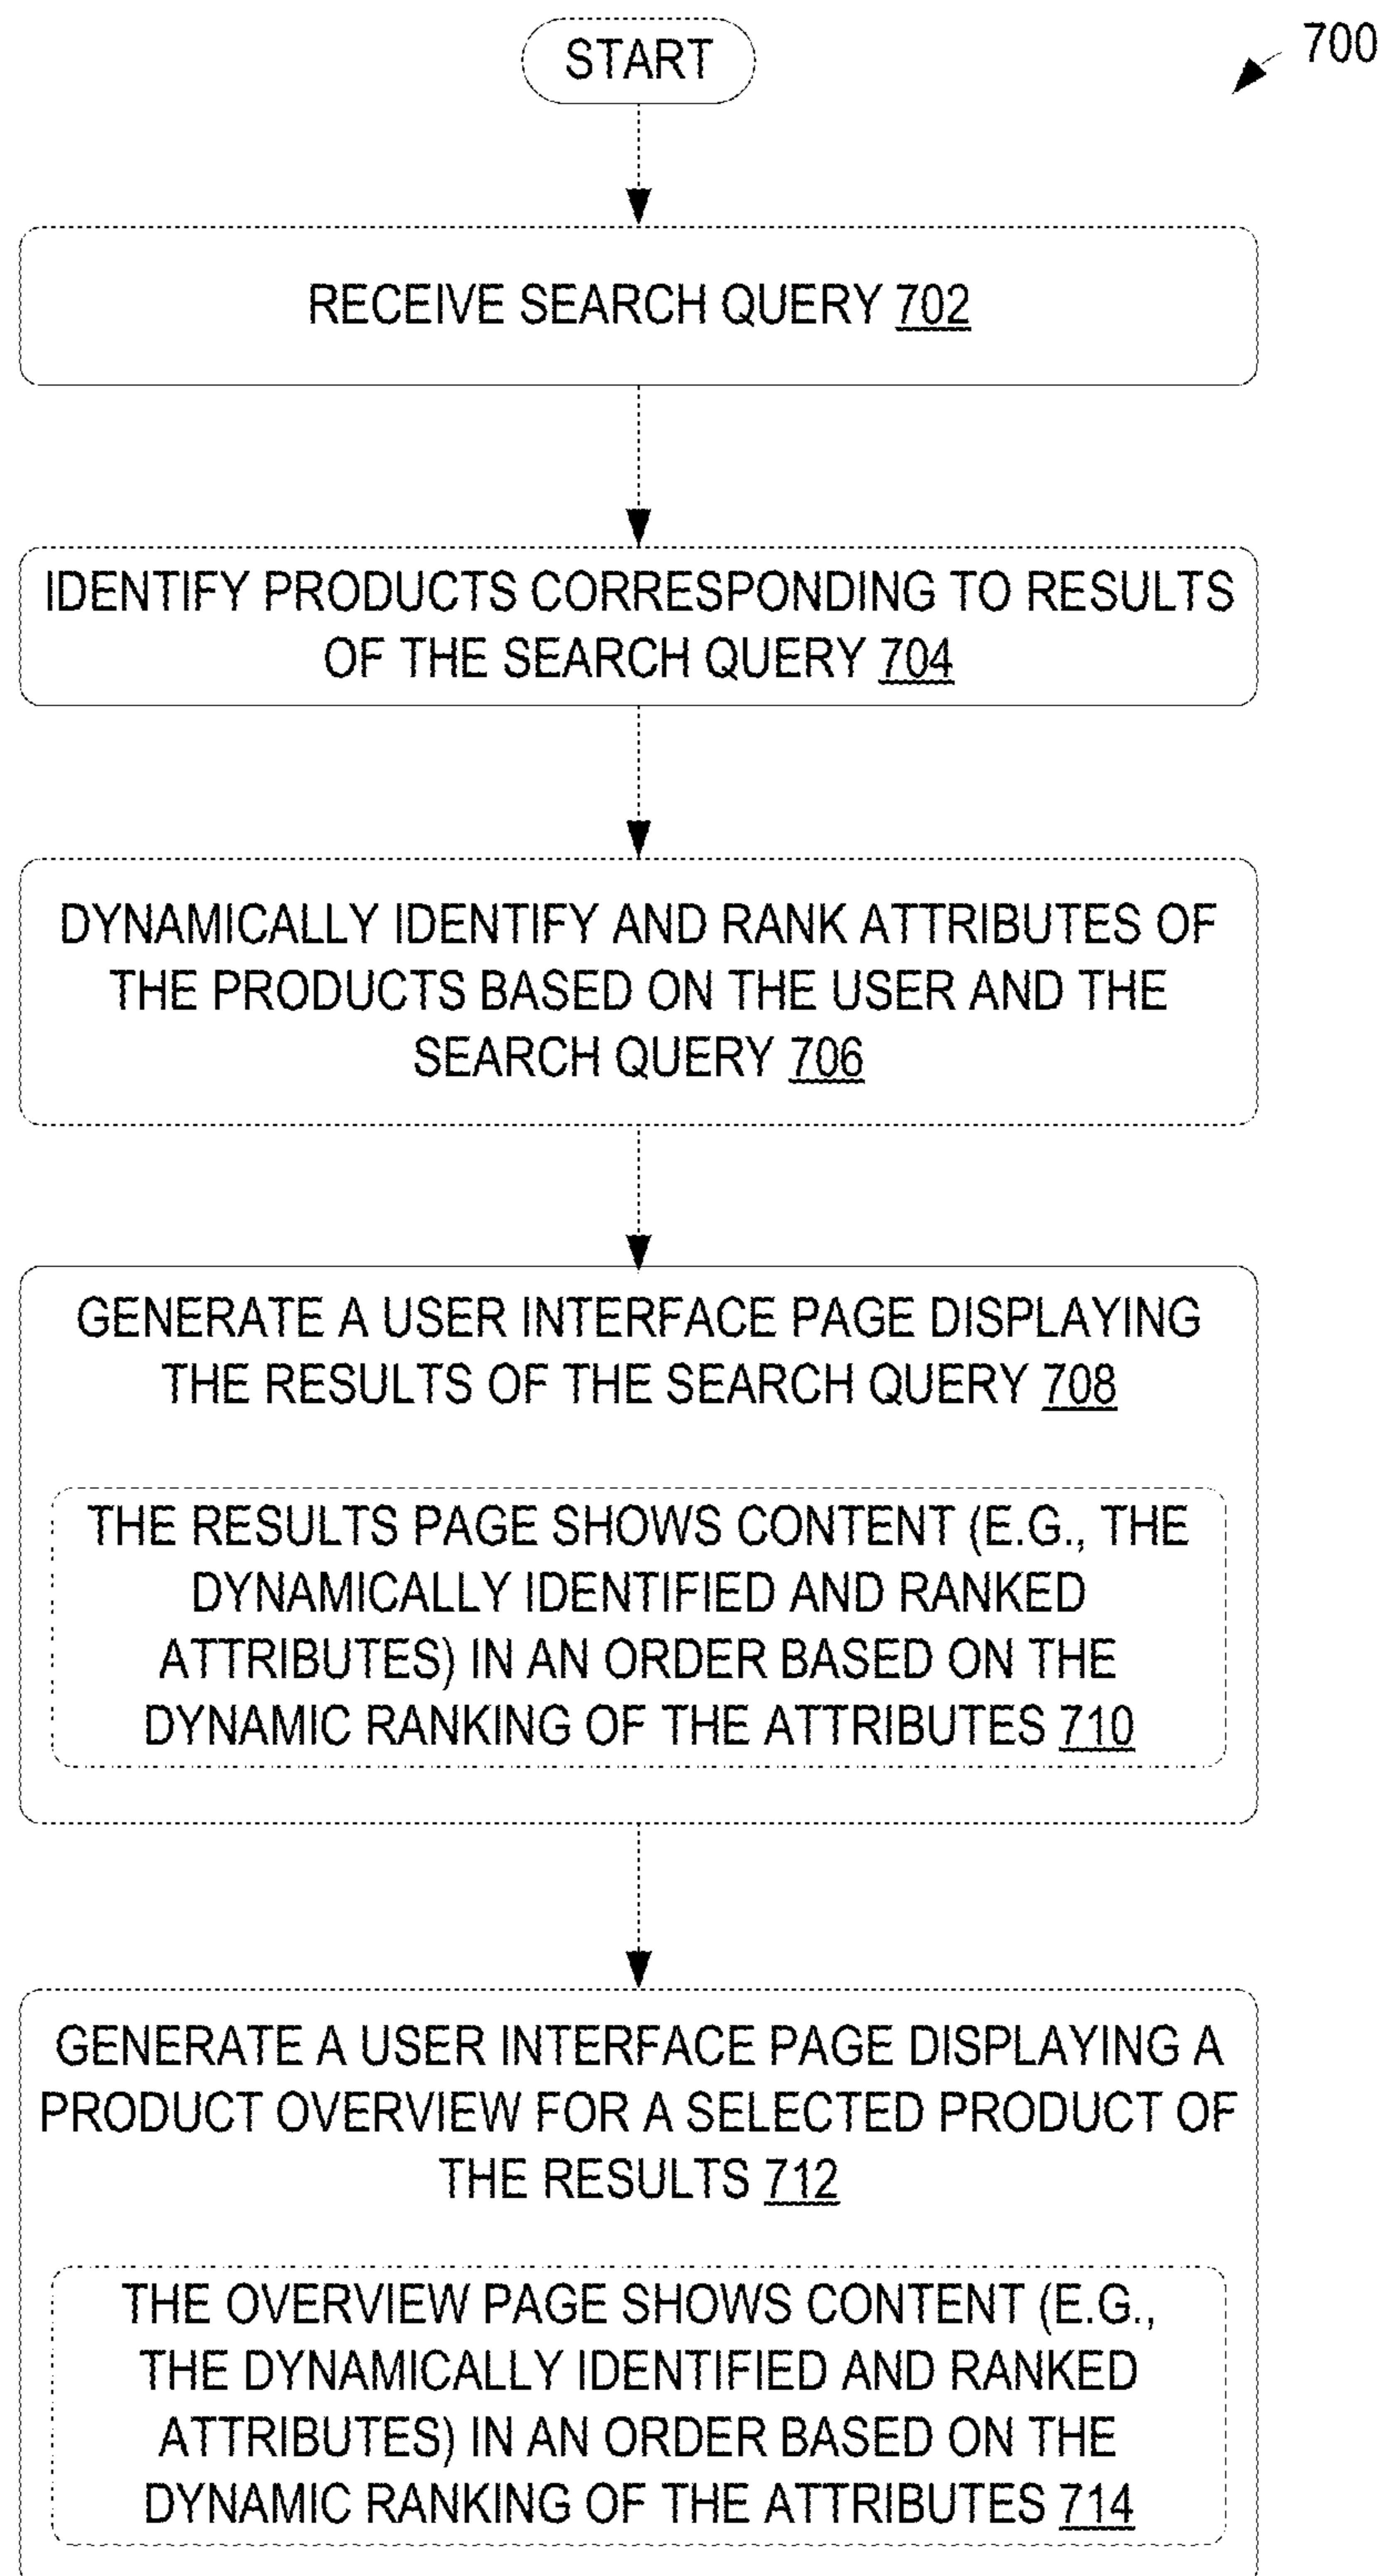 START
700
RECEIVE SEARCH QUERY 702
IDENTIFY PRODUCTS CORRESPONDING TO RESULTS
OF THE SEARCH QUERY 704
DYNAMICALLY IDENTIFY AND RANK ATTRIBUTES OF
THE PRODUCTS BASED ON THE USER AND THE
SEARCH QUERY 706
GENERATE A USER INTERFACE PAGE DISPLAYING
THE RESULTS OF THE SEARCH QUERY 708
THE RESULTS PAGE SHOWS CONTENT (E.G., THE
DYNAMICALLY IDENTIFIED AND RANKED
ATTRIBUTES) IN AN ORDER BASED ON THE
DYNAMIC RANKING OF THE ATTRIBUTES 710
GENERATE A USER INTERFACE PAGE DISPLAYING A
PRODUCT OVERVIEW FOR A SELECTED PRODUCT OF
THE RESULTS 712
THE OVERVIEW PAGE SHOWS CONTENT (E.G.,
THE DYNAMICALLY IDENTIFIED AND RANKED
ATTRIBUTES) IN AN ORDER BASED ON THE
DYNAMIC RANKING OF THE ATTRIBUTES 714